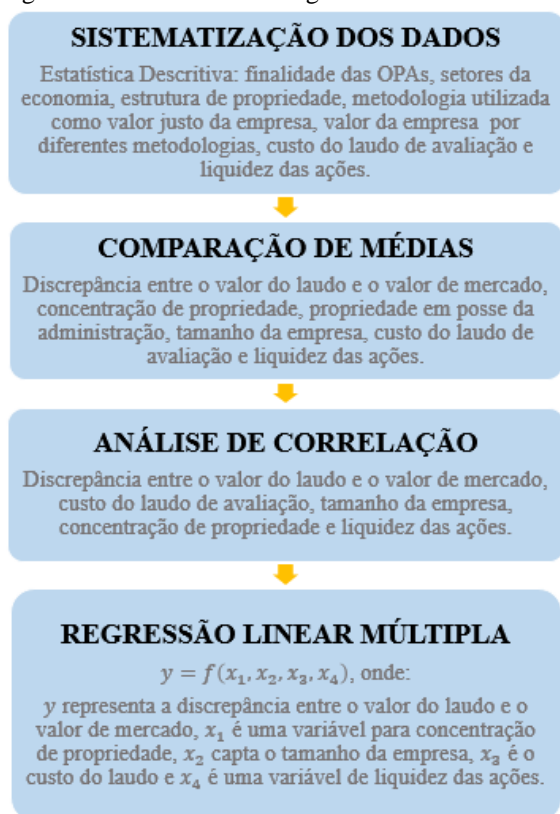 SISTEMATIZAÇÃO DOS DADOS
Estatística Descritiva: finalidade das OPAs, setores da
economia, estrutura de propriedade, metodologia utilizada
como valor justo da empresa, valor da empresa por
diferentes metodologias, custo do laudo de avaliação e
liquidez das ações.
COMPARAÇÃO DE MÉDIAS
Discrepância entre o valor do laudo e o valor de mercado,
concentração de propriedade, propriedade em posse da
administração, tamanho da empresa, custo do laudo de
avaliação e liquidez das ações.
ANÁLISE DE CORRELAÇÃO
Discrepância entre o valor do laudo e o valor de mercado,
custo do laudo de avaliação, tamanho da empresa,
concentração de propriedade e liquidez das ações.
REGRESSÃO LINEAR MÚLTIPLA
y = f(x₁, x₂, x₃, x₄), onde:
y representa a discrepância entre o valor do laudo e o
valor de mercado, x₁ é uma variável para concentração
de propriedade, x₂ capta o tamanho da empresa, x₃ é o
custo do laudo e x₄ é uma variável de liquidez das ações.